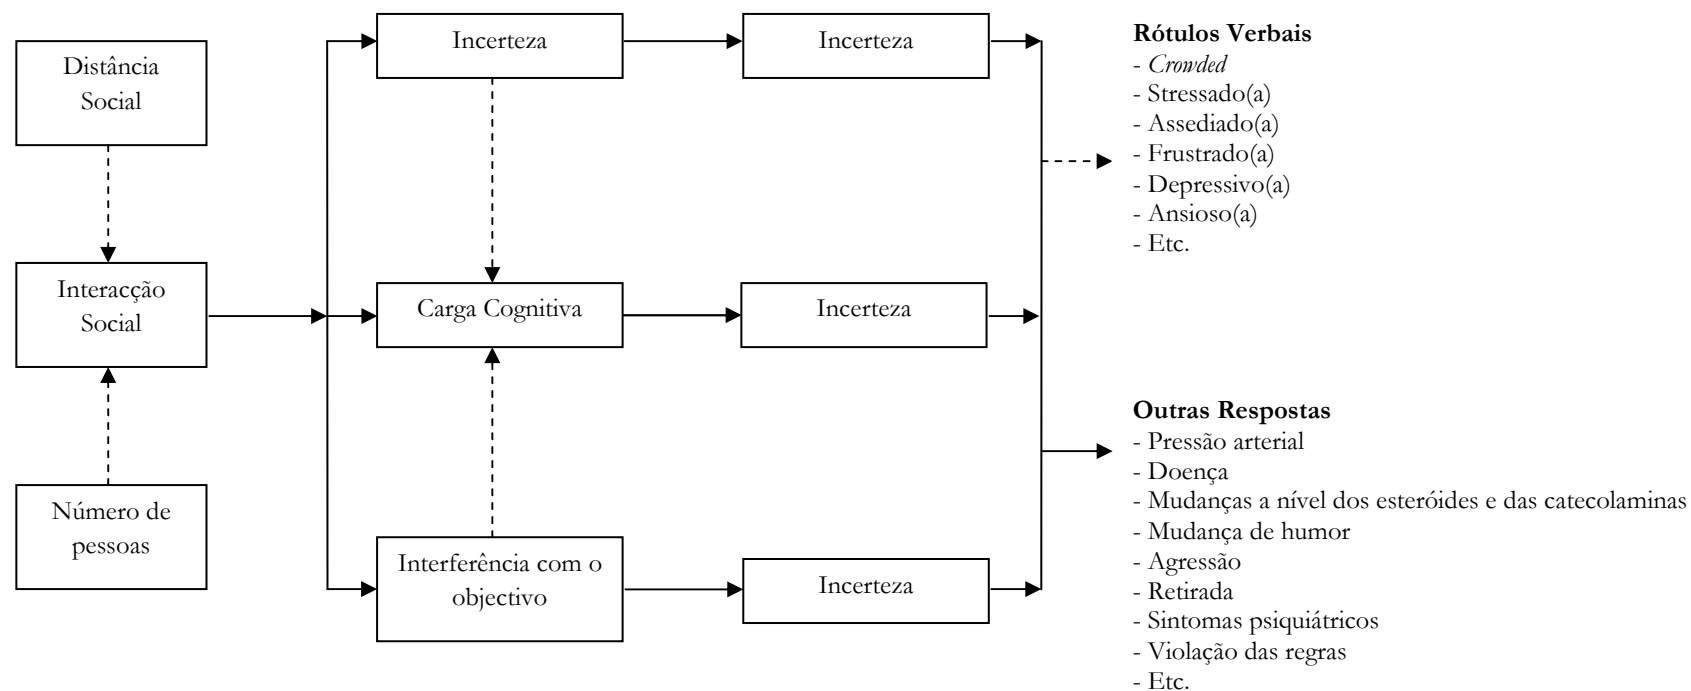 Distância
Social
Interacção
Social
Número de
pessoas
Incerteza
Carga Cognitiva
Interferência com o
objectivo
Incerteza
Incerteza
Incerteza
Rótulos Verbais
- Crowded
- Stressado(a)
- Assediado(a)
- Frustrado(a)
- Depressivo(a)
- Ansioso(a)
- Etc.
Outras Respostas
- Pressão arterial
- Doença
- Mudanças a nível dos esteróides e das catecolaminas
- Mudança de humor
- Agressão
- Retirada
- Sintomas psiquiátricos
- Violação das regras
- Etc.